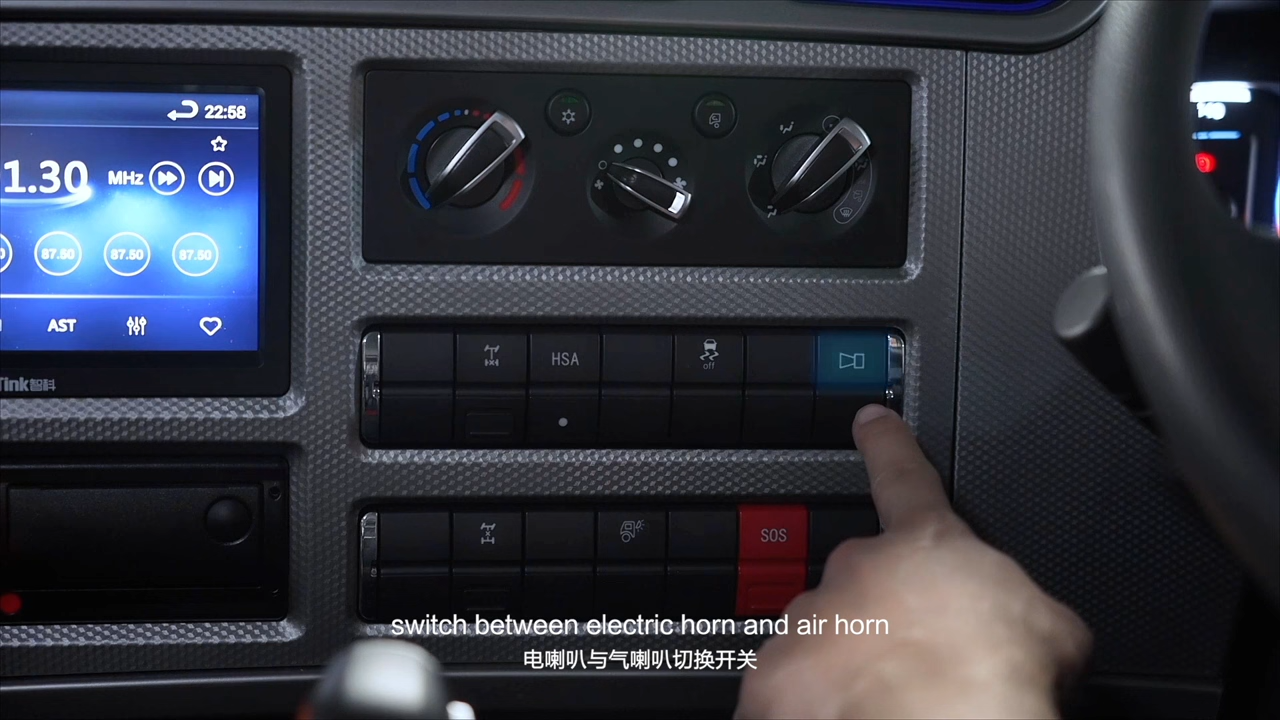 22:58
1.30 MHz
87.50 87.50 87.50
AST
Tink智科
HSA
off
SOS
switch between electric horn and air horn
电喇叭与气喇叭切换开关